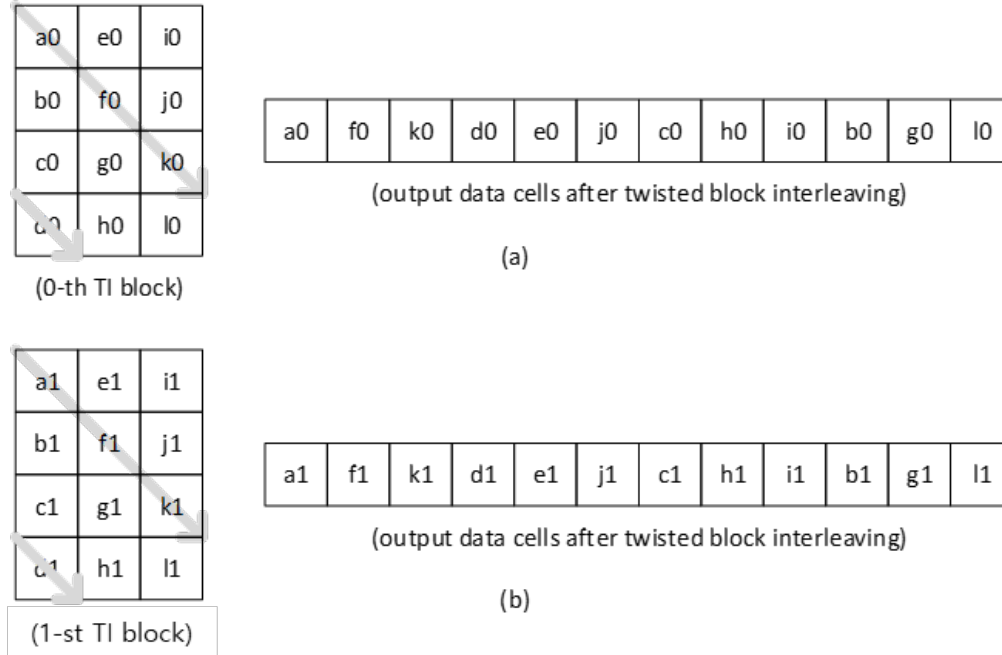 a0 e0 i0
b0 f0 j0
c0 g0 k0
d0 h0 l0
(0-th TI block)
a0 f0 k0 d0 e0 j0 c0 h0 i0 b0 g0 l0
(output data cells after twisted block interleaving)
(a)
a1 e1 i1
b1 f1 j1
c1 g1 k1
d1 h1 l1
(1-st TI block)
a1 f1 k1 d1 e1 j1 c1 h1 i1 b1 g1 l1
(output data cells after twisted block interleaving)
(b)